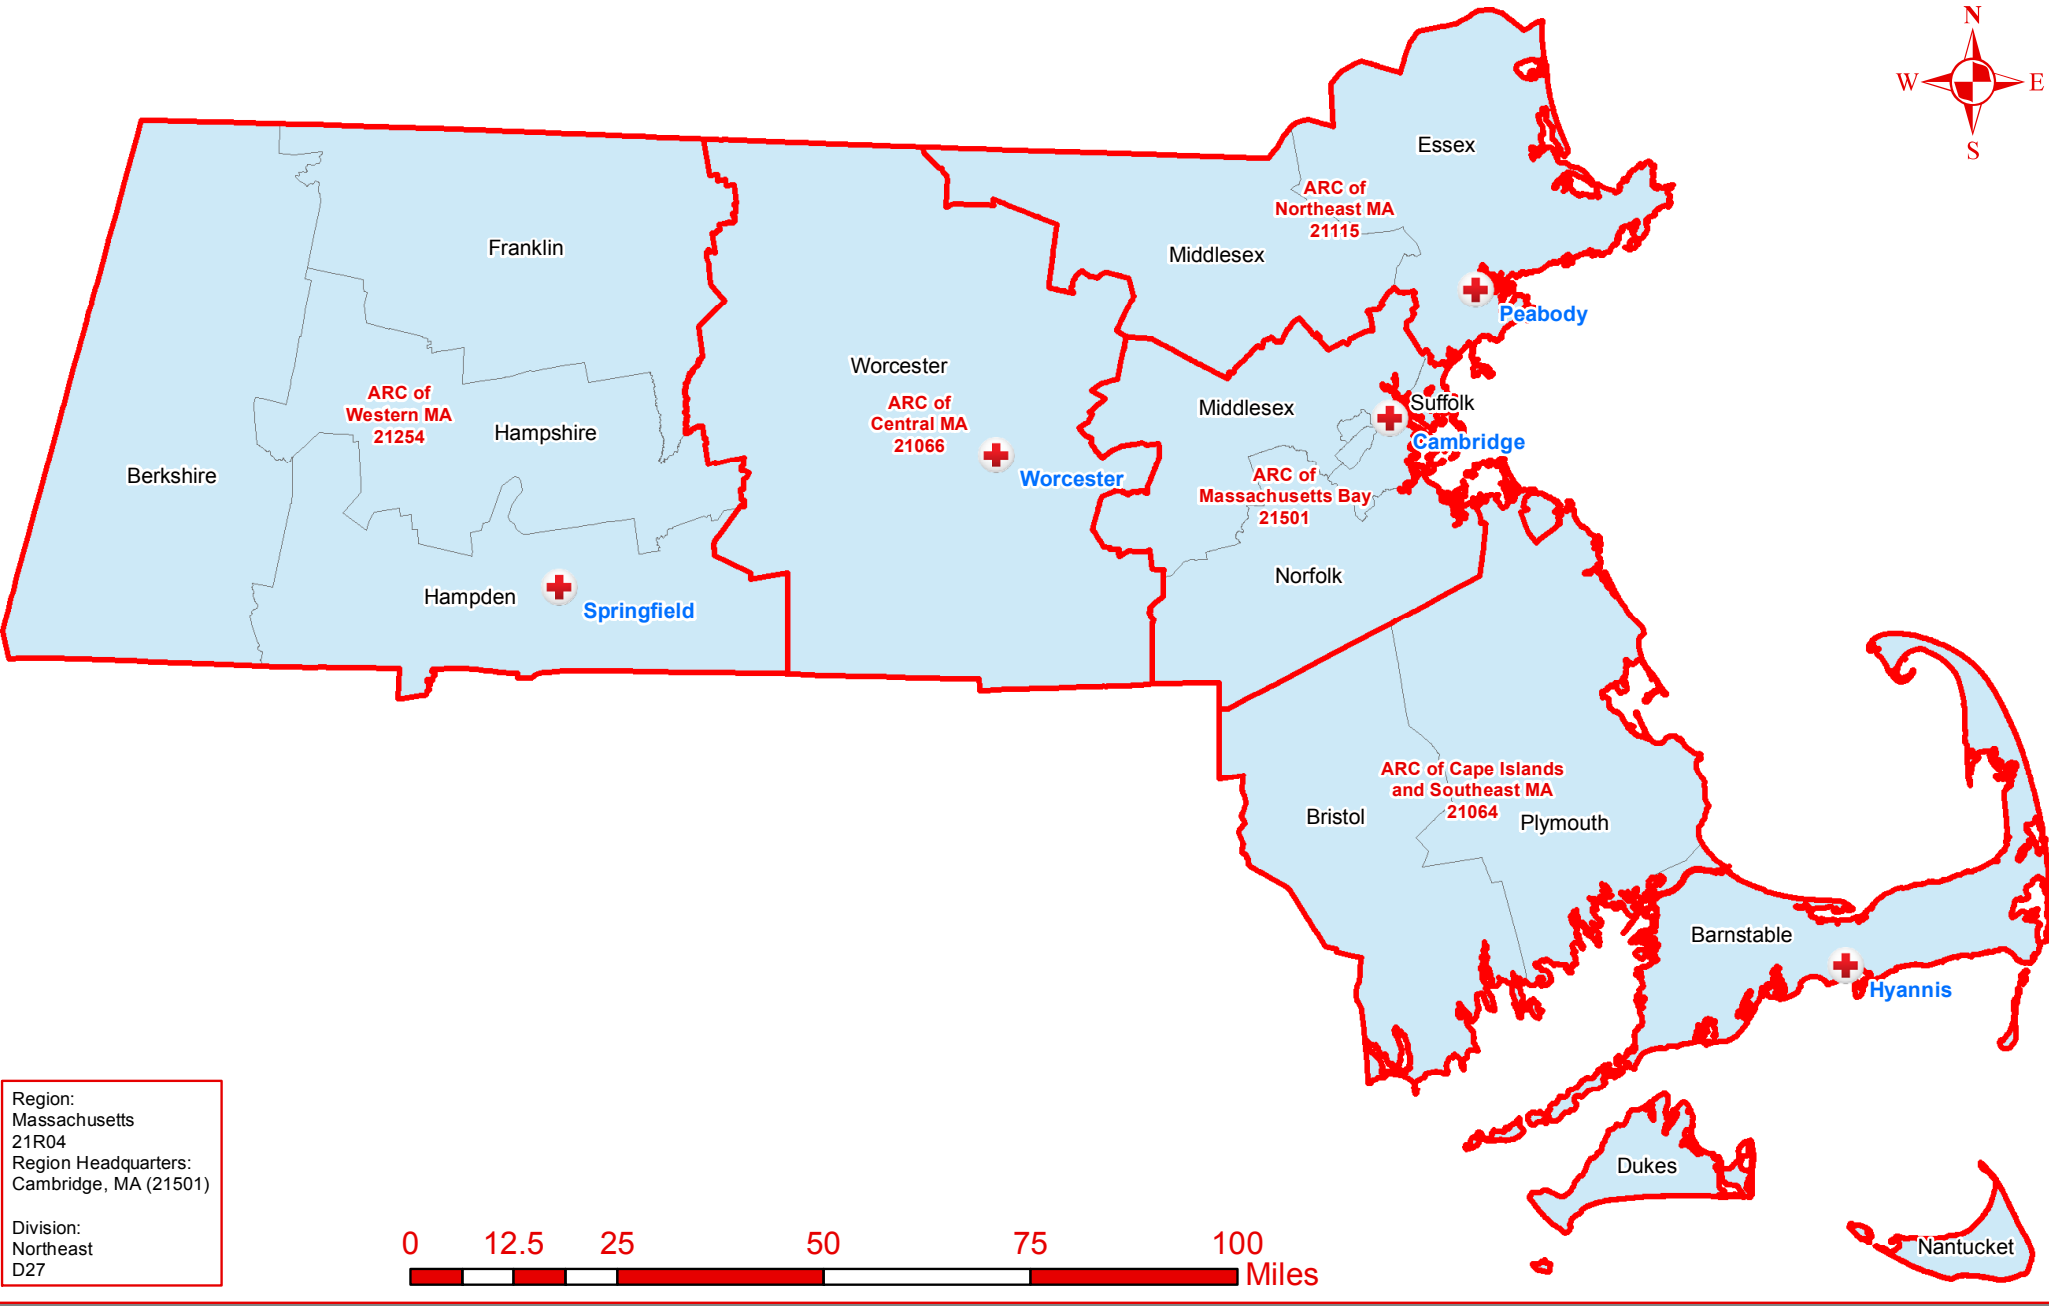 N
W
E
S
Essex
ARC of
Northeast MA
21115
Middlesex
Franklin
Peabody
Worcester
ARC of
Central MA
21066
Worcester
ARC of
Western MA
21254
Hampshire
Middlesex
Suffolk
Cambridge
ARC of
Massachusetts Bay
21501
Berkshire
Norfolk
Hampden
Springfield
ARC of Cape Islands
and Southeast MA
21064
Bristol
Plymouth
Barnstable
Hyannis
Dukes
Nantucket
Region:
Massachusetts
21R04
Region Headquarters:
Cambridge, MA (21501)
Division:
Northeast
D27
0 12.5 25 50 75 100
Miles